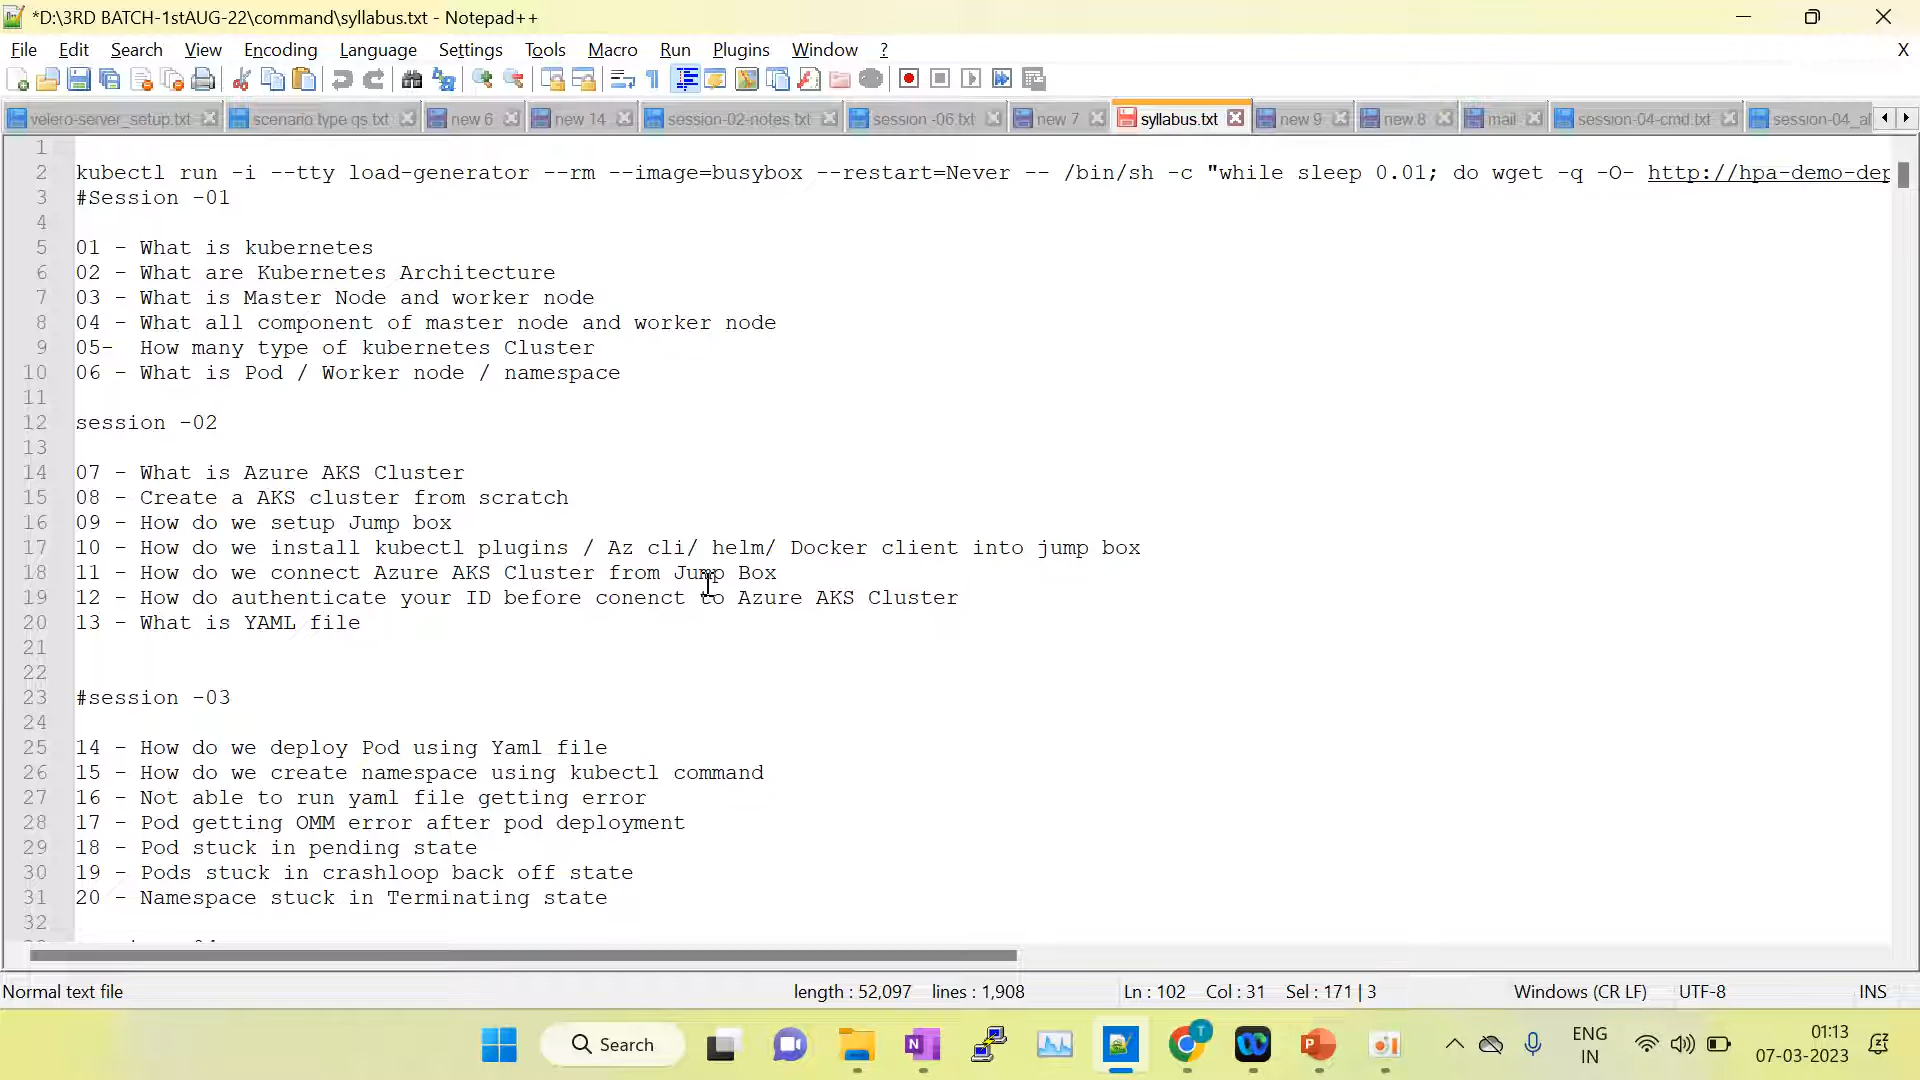 *D:\3RD BATCH-1stAUG-22\command\syllabus.txt - Notepad++
File Edit Search View Encoding Language Settings Tools Macro Run Plugins Window ? X
velero-server_setup.txt scenario type qs.txt new 6 new 14 session-02-notes.txt session -06 txt new 7 syllabus.txt new 9 new 8 mail session-04-cmd.txt session-04_al
1
2 kubectl run -i --tty load-generator --rm --image=busybox --restart=Never -- /bin/sh -c "while sleep 0.01; do wget -q -O- http://hpa-demo-dep
3 #Session -01
4
5 01 - What is kubernetes
6 02 - What are Kubernetes Architecture
7 03 - What is Master Node and worker node
8 04 - What all component of master node and worker node
9 05-  How many type of kubernetes Cluster
10 06 - What is Pod / Worker node / namespace
11
12 session -02
13
14 07 - What is Azure AKS Cluster
15 08 - Create a AKS cluster from scratch
16 09 - How do we setup Jump box
17 10 - How do we install kubectl plugins / Az cli/ helm/ Docker client into jump box
18 11 - How do we connect Azure AKS Cluster from Jump Box
19 12 - How do authenticate your ID before conenct to Azure AKS Cluster
20 13 - What is YAML file
21
22
23 #session -03
24
25 14 - How do we deploy Pod using Yaml file
26 15 - How do we create namespace using kubectl command
27 16 - Not able to run yaml file getting error
28 17 - Pod getting OMM error after pod deployment
29 18 - Pod stuck in pending state
30 19 - Pods stuck in crashloop back off state
31 20 - Namespace stuck in Terminating state
32
Normal text file length : 52,097 lines : 1,908 Ln : 102 Col : 31 Sel : 171 | 3 Windows (CR LF) UTF-8 INS
Search ENG IN 01:13 07-03-2023